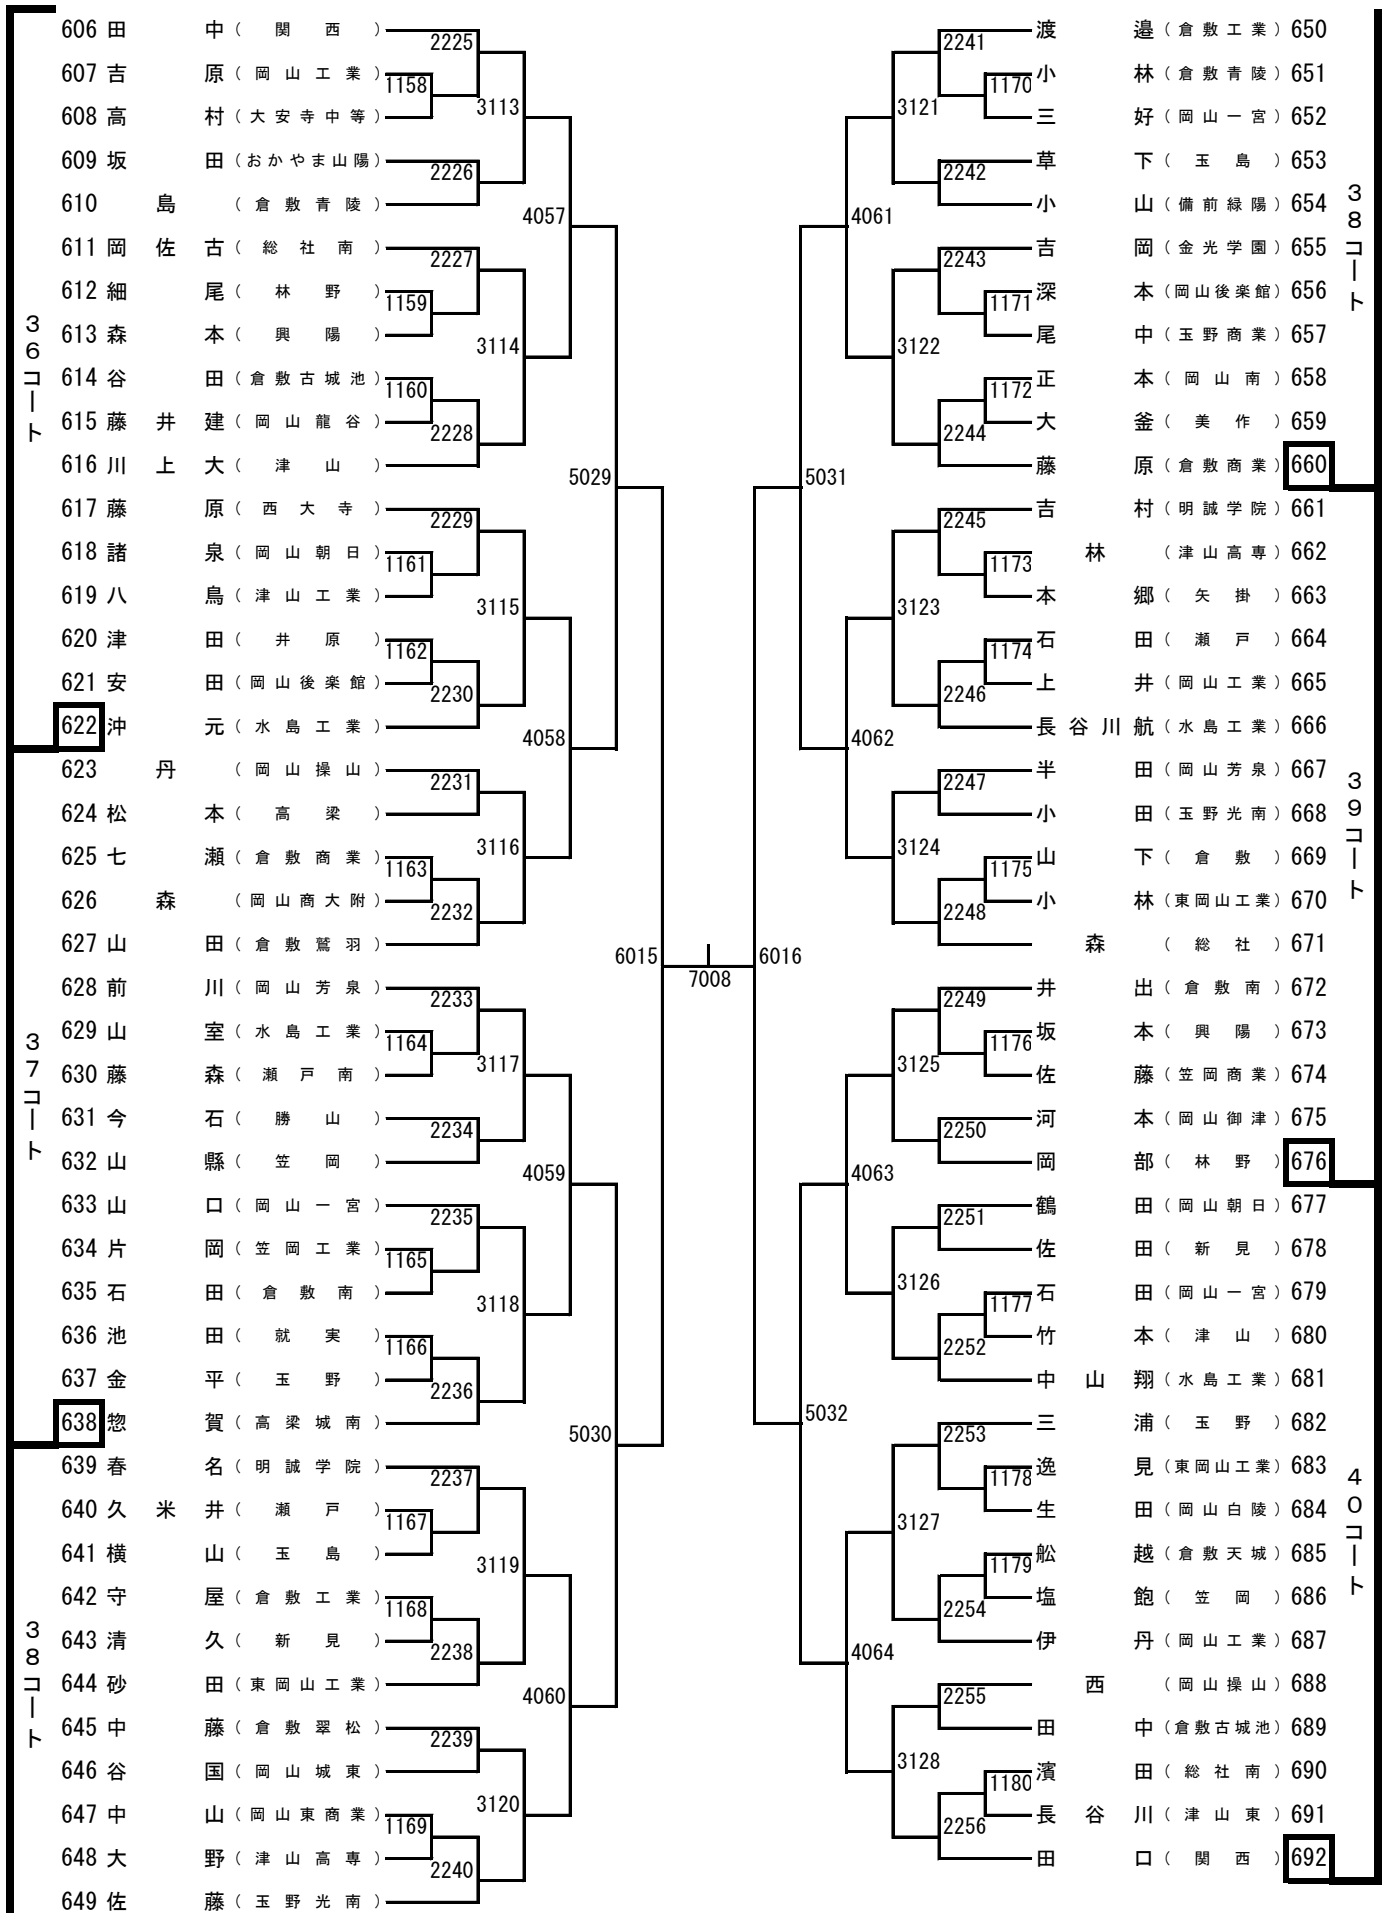 36コート
606 田 中 ( 関 西 )
607 吉 原 ( 岡 山 工 業 )
608 高 村 ( 大 安 寺 中 等 )
609 坂 田 ( おかやま山陽 )
610 島 ( 倉 敷 青 陵 )
611 岡 佐 古 ( 総 社 南 )
612 細 尾 ( 林 野 )
613 森 本 ( 興 陽 )
614 谷 田 ( 倉 敷 古 城 池 )
615 藤 井 建 ( 岡 山 龍 谷 )
616 川 上 大 ( 津 山 )
617 藤 原 ( 西 大 寺 )
618 諸 泉 ( 岡 山 朝 日 )
619 八 鳥 ( 津 山 工 業 )
620 津 田 ( 井 原 )
621 安 田 ( 岡 山 後 楽 館 )
622 沖 元 ( 水 島 工 業 )
37コート
623 丹 ( 岡 山 操 山 )
624 松 本 ( 高 梁 )
625 七 瀬 ( 倉 敷 商 業 )
626 森 ( 岡 山 商 大 附 )
627 山 田 ( 倉 敷 鷲 羽 )
628 前 川 ( 岡 山 芳 泉 )
629 山 室 ( 水 島 工 業 )
630 藤 森 ( 瀬 戸 南 )
631 今 石 ( 勝 山 )
632 山 縣 ( 笠 岡 )
633 山 口 ( 岡 山 一 宮 )
634 片 岡 ( 笠 岡 工 業 )
635 石 田 ( 倉 敷 南 )
636 池 田 ( 就 実 )
637 金 平 ( 玉 野 )
638 惣 賀 ( 高 梁 城 南 )
38コート
639 春 名 ( 明 誠 学 院 )
640 久 米 井 ( 瀬 戸 )
641 横 山 ( 玉 島 )
642 守 屋 ( 倉 敷 工 業 )
643 清 久 ( 新 見 )
644 砂 田 ( 東 岡 山 工 業 )
645 中 藤 ( 倉 敷 翠 松 )
646 谷 国 ( 岡 山 城 東 )
647 中 山 ( 岡 山 東 商 業 )
648 大 野 ( 津 山 高 専 )
649 佐 藤 ( 玉 野 光 南 )
1158
1159
1160
1161
1162
1163
1164
1165
1166
1167
1168
1169
2225
2226
2227
2228
2229
2230
2231
2232
2233
2234
2235
2236
2237
2238
2239
2240
3113
3114
3115
3116
3117
3118
3119
3120
4057
4058
4059
4060
5029
5030
6015
7008
6016
5031
5032
4061
4062
4063
4064
3121
3122
3123
3124
3125
3126
3127
3128
2241
2242
2243
2244
2245
2246
2247
2248
2249
2250
2251
2252
2253
2254
2255
2256
1170
1171
1172
1173
1174
1175
1176
1177
1178
1179
1180
渡 邉 ( 倉 敷 工 業 ) 650
小 林 ( 倉 敷 青 陵 ) 651
三 好 ( 岡 山 一 宮 ) 652
草 下 ( 玉 島 ) 653
小 山 ( 備 前 緑 陽 ) 654
吉 岡 ( 金 光 学 園 ) 655
深 本 ( 岡山後楽館 ) 656
尾 中 ( 玉 野 商 業 ) 657
正 本 ( 岡 山 南 ) 658
大 釜 ( 美 作 ) 659
藤 原 ( 倉 敷 商 業 ) 660
38コート
吉 村 ( 明 誠 学 院 ) 661
林 ( 津 山 高 専 ) 662
本 郷 ( 矢 掛 ) 663
石 田 ( 瀬 戸 ) 664
上 井 ( 岡 山 工 業 ) 665
長 谷 川 航 ( 水 島 工 業 ) 666
半 田 ( 岡 山 芳 泉 ) 667
小 田 ( 玉 野 光 南 ) 668
山 下 ( 倉 敷 ) 669
小 林 ( 東岡山工業 ) 670
森 ( 総 社 ) 671
井 出 ( 倉 敷 南 ) 672
坂 本 ( 興 陽 ) 673
佐 藤 ( 笠 岡 商 業 ) 674
河 本 ( 岡 山 御 津 ) 675
岡 部 ( 林 野 ) 676
39コート
鶴 田 ( 岡 山 朝 日 ) 677
佐 田 ( 新 見 ) 678
石 田 ( 岡 山 一 宮 ) 679
竹 本 ( 津 山 ) 680
中 山 翔 ( 水 島 工 業 ) 681
三 浦 ( 玉 野 ) 682
逸 見 ( 東岡山工業 ) 683
生 田 ( 岡 山 白 陵 ) 684
舩 越 ( 倉 敷 天 城 ) 685
塩 飽 ( 笠 岡 ) 686
伊 丹 ( 岡 山 工 業 ) 687
西 ( 岡 山 操 山 ) 688
田 中 ( 倉敷古城池 ) 689
濱 田 ( 総 社 南 ) 690
長 谷 川 ( 津 山 東 ) 691
田 口 ( 関 西 ) 692
40コート